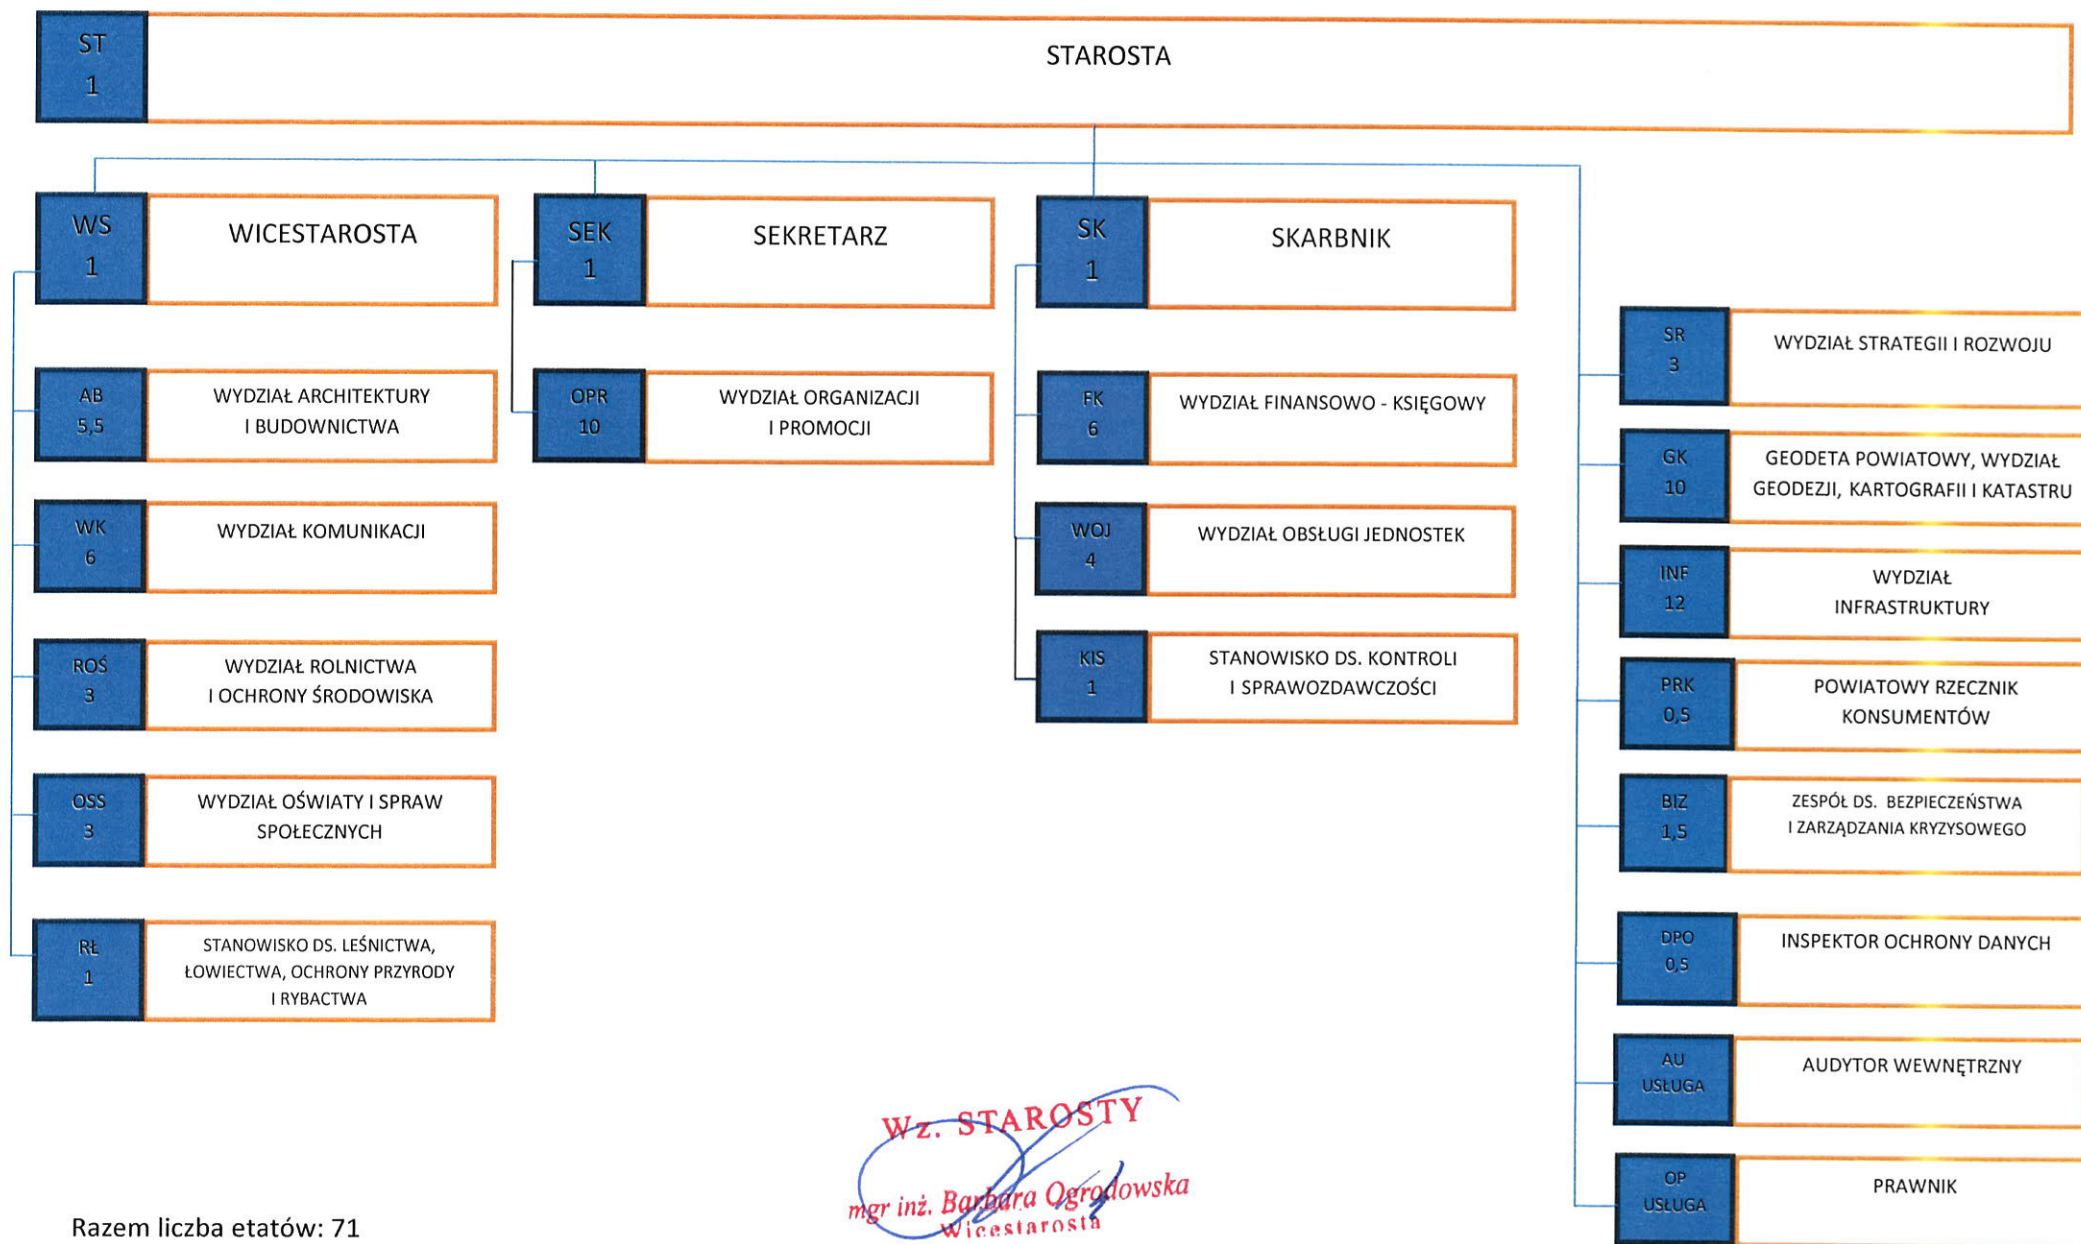 ST
1
STAROSTA
WS
1
WICESTAROSTA
SEK
1
SEKRETARZ
SK
1
SKARBNIK
AB
5,5
WYDZIAŁ ARCHITEKTURY
I BUDOWNICTWA
WK
6
WYDZIAŁ KOMUNIKACJI
ROŚ
3
WYDZIAŁ ROLNICTWA
I OCHRONY ŚRODOWISKA
OSS
3
WYDZIAŁ OŚWIATY I SPRAW
SPOŁECZNYCH
RŁ
1
STANOWISKO DS. LEŚNICTWA,
ŁOWIECTWA, OCHRONY PRZYRODY
I RYBACTWA
OPR
10
WYDZIAŁ ORGANIZACJI
I PROMOCJI
FK
6
WYDZIAŁ FINANSOWO - KSIĘGOWY
WOJ
4
WYDZIAŁ OBSŁUGI JEDNOSTEK
KIS
1
STANOWISKO DS. KONTROLI
I SPRAWOZDAWCZOŚCI
SR
3
WYDZIAŁ STRATEGII I ROZWOJU
GK
10
GEODETA POWIATOWY, WYDZIAŁ
GEODEZJI, KARTOGRAFII I KATASTRU
INF
12
WYDZIAŁ
INFRASTRUKTURY
PRK
0,5
POWIATOWY RZECZNIK
KONSUMENTÓW
BIZ
1,5
ZESPÓŁ DS. BEZPIECZEŃSTWA
I ZARZĄDZANIA KRYZYSOWEGO
DPO
0,5
INSPEKTOR OCHRONY DANYCH
AU
USŁUGA
AUDYTOR WEWNĘTRZNY
OP
USŁUGA
PRAWNIK
Wz. STAROSTY
mgr inż. Barbara Ogrodowska
Wicestarosta
Razem liczba etatów: 71